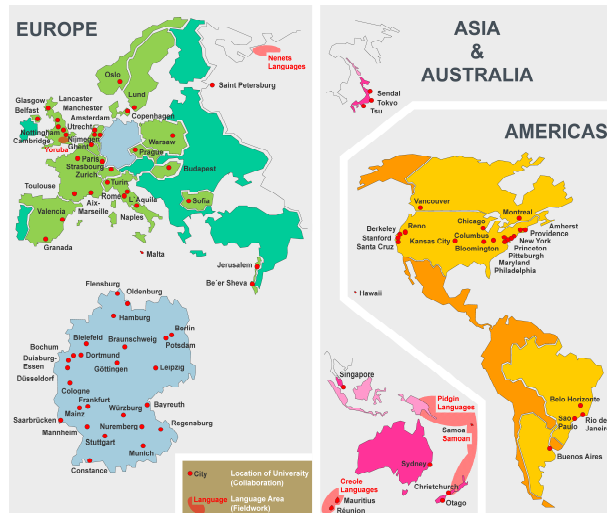 EUROPE
Nenets
Languages
Oslo
Saint Petersburg
Lund
Glasgow
Lancaster
Belfast
Manchester
Copenhagen
Amsterdam
Nottingham
Utrecht
Cambridge
Nijmegen
Ghent
Yoruba
Warsaw
Prague
Paris
Strasbourg
Zurich
Budapest
Toulouse
Turin
Rome
L'Aquila
Sofia
Aix-
Marseille
Naples
Valencia
Granada
Malta
Jerusalem
Be'er Sheva
Flensburg
Oldenburg
Hamburg
Berlin
Bielefeld
Braunschweig
Potsdam
Bochum
Dortmund
Duisburg-
Essen
Göttingen
Leipzig
Düsseldorf
Cologne
Frankfurt
Bayreuth
Mainz
Würzburg
Saarbrücken
Nuremberg
Regensburg
Mannheim
Stuttgart
Munich
Constance
City
Location of University
(Collaboration)
Language
Language Area
(Fieldwork)
ASIA
&
AUSTRALIA
Sendai
Tokyo
AMERICAS
Vancouver
Montreal
Berkeley
Reno
Chicago
Amherst
Stanford
Columbus
Providence
Santa Cruz
Kansas City
New York
Bloomington
Princeton
Pittburgh
Maryland
Philadelphia
Hawaii
Singapore
Pidgin
Languages
Samoa
Samoan
Sydney
Christchurch
Otago
Creole
Languages
Mauritius
Réunion
Belo Horizonte
São
Paulo
Rio de
Janeiro
Buenos Aires